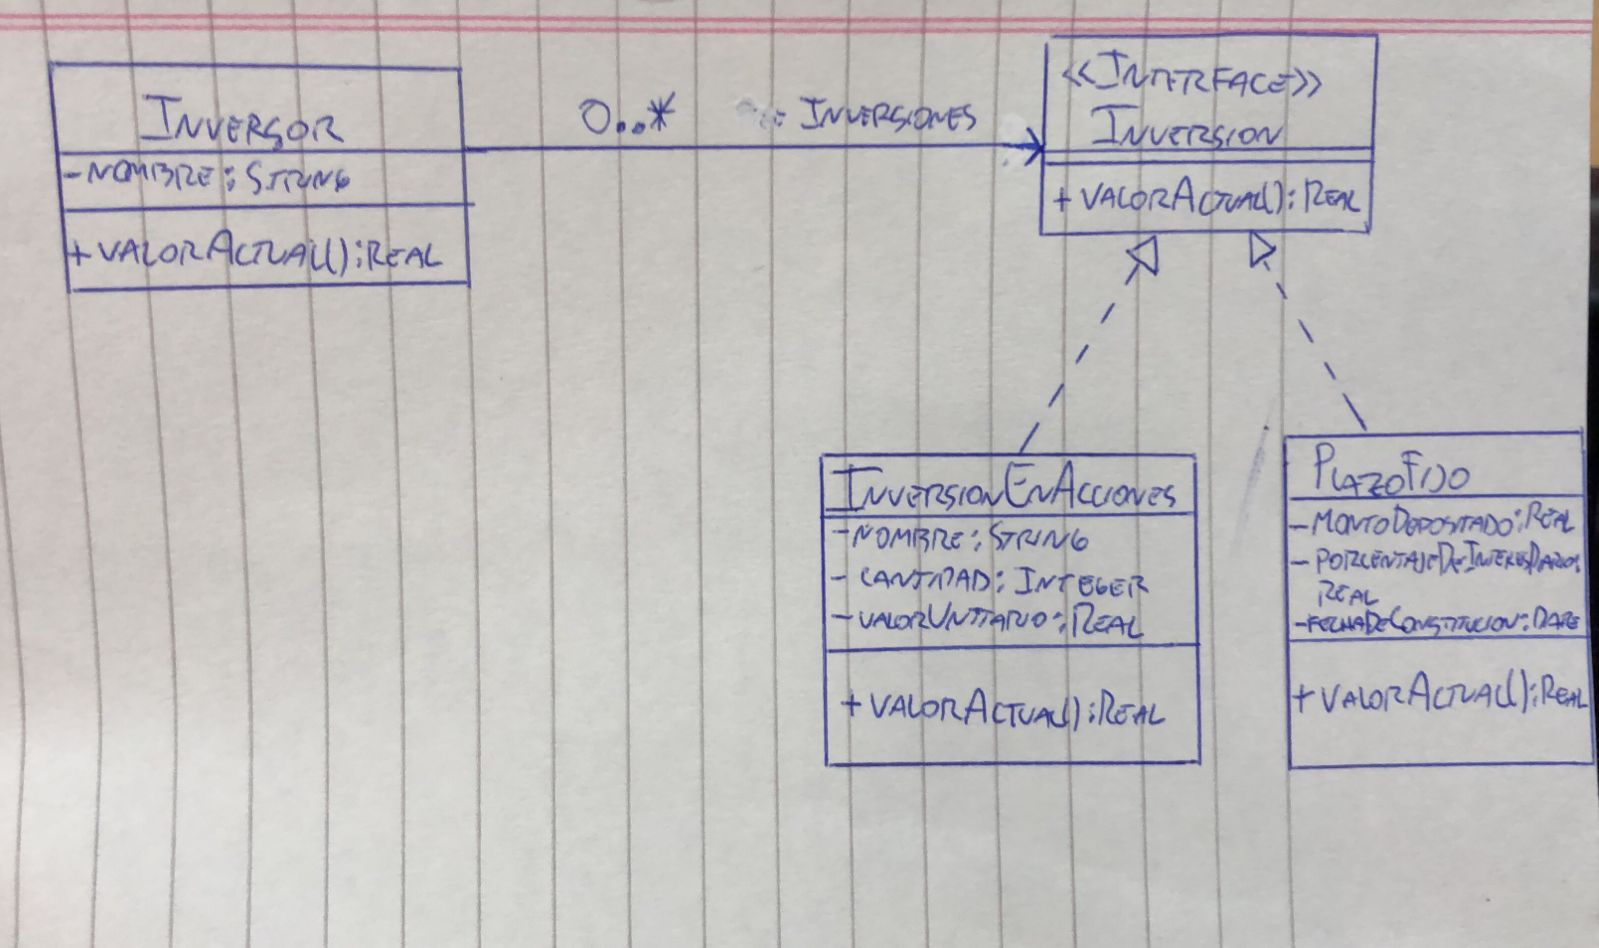 INVERSOR
-NOMBRE: STRING
+VALORACTUAL():REAL
0..* INVERSIONES
<<INTERFACE>>
INVERSION
+VALORACTUAL():REAL
INVERSIONENACCIONES
-NOMBRE: STRING
-CANTIDAD: INTEGER
-VALORUNITARIO: REAL
+VALORACTUAL():REAL
PLAZOFIJO
-MONTODEPOSITADO:REAL
-PORCENTAJEDEINTERESDIARIO:
REAL
-FECHADECONSTITUCION: DATE
+VALORACTUAL():REAL